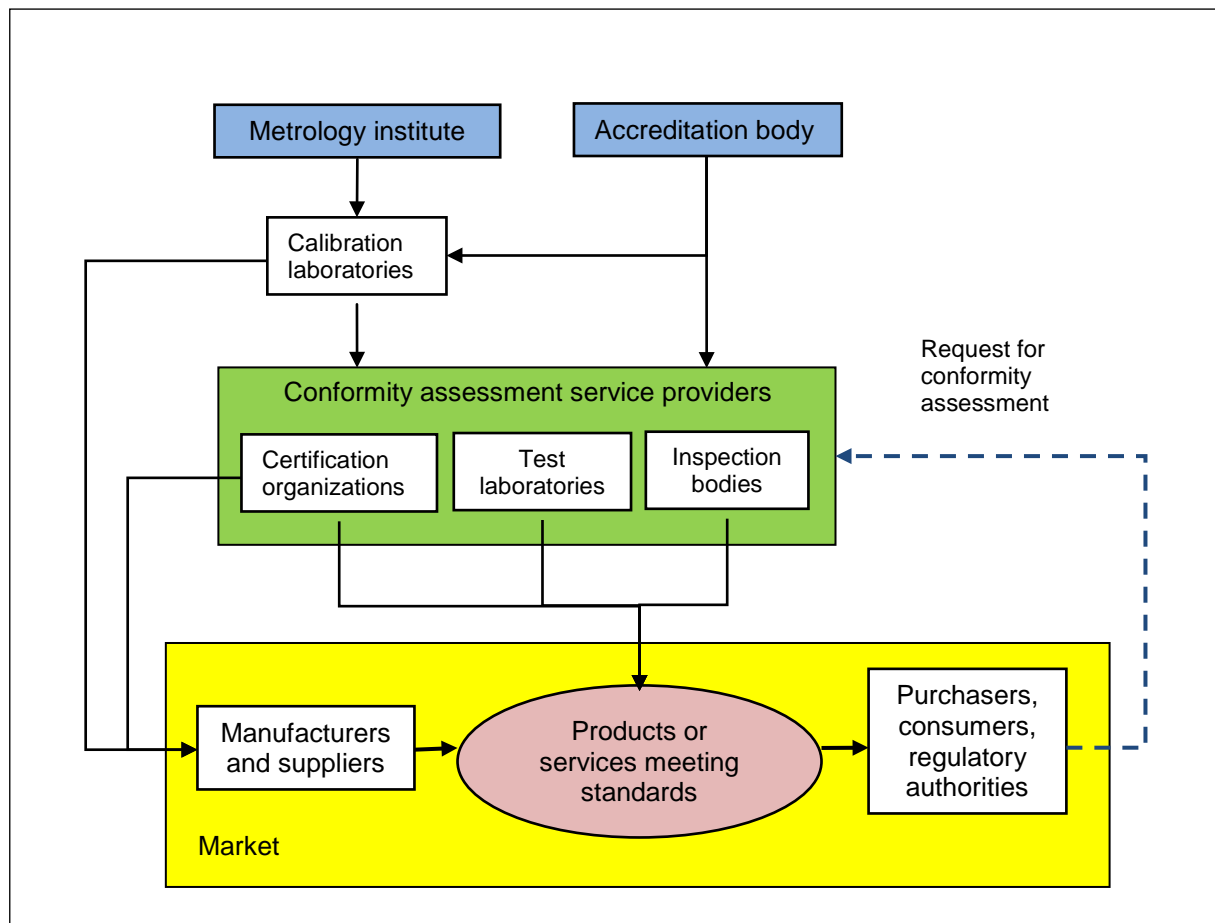 Metrology institute
Accreditation body
Calibration
laboratories
Request for
conformity
assessment
Conformity assessment service providers
Certification
organizations
Test
laboratories
Inspection
bodies
Manufacturers
and suppliers
Products or
services meeting
standards
Purchasers,
consumers,
regulatory
authorities
Market